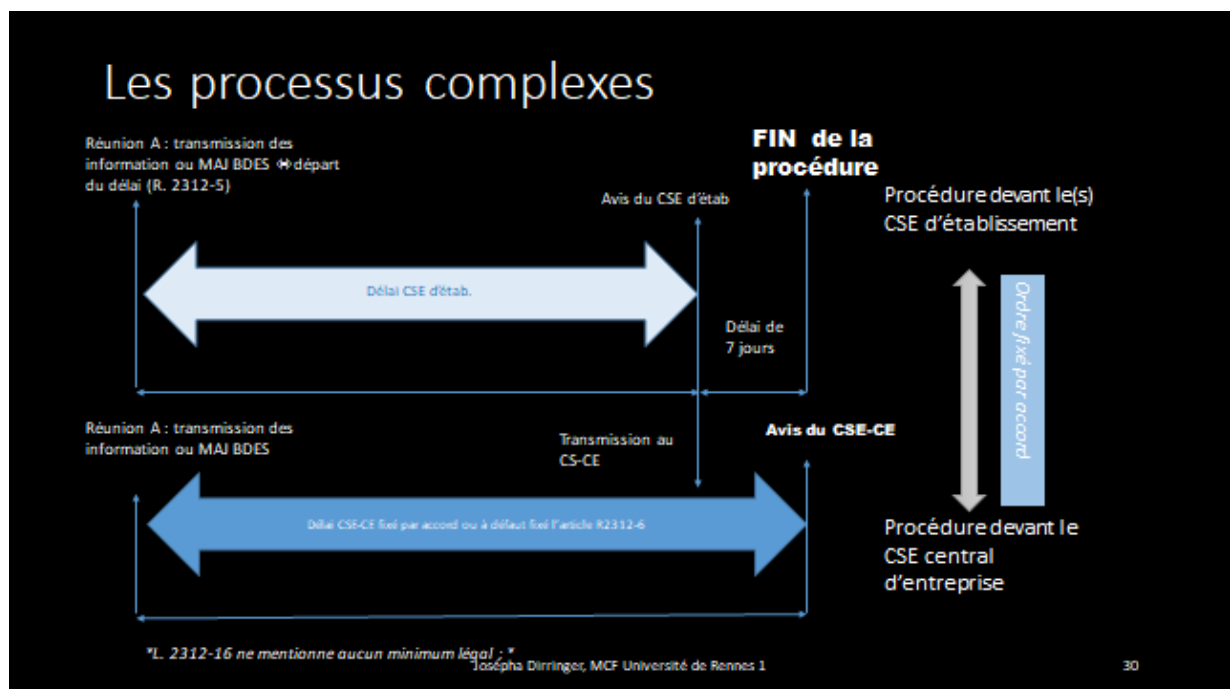 Les processus complexes
Réunion A : transmission des
information ou MAJ BDES ⬄départ
du délai (R. 2312-5)
FIN de la
procédure
Avis du CSE d'étab
Procédure devant le(s)
CSE d'établissement
Délai CSE d'étab.
Délai de
7 jours
Ordre fixé par accord
Réunion A : transmission des
information ou MAJ BDES
Transmission au
CS-CE
Avis du CSE-CE
Délai CSE-CE fixé par accord ou à défaut fixé l'article R2312-6
Procédure devant le
CSE central
d'entreprise
*L. 2312-16 ne mentionne aucun minimum légal ; *
Josépha Dirringer, MCF Université de Rennes 1
30